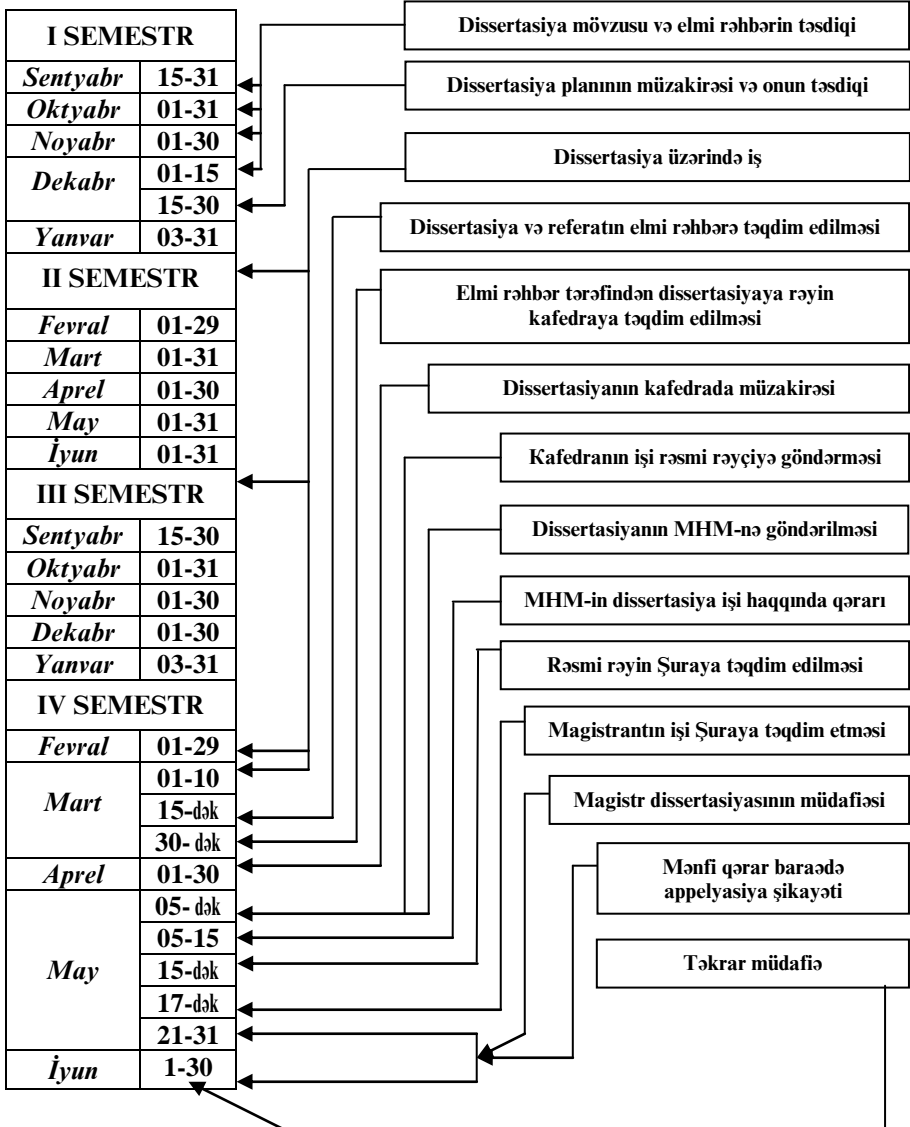 I SEMESTR
Sentyabr 15-31
Oktyabr 01-31
Noyabr 01-30
Dekabr 01-15
15-30
Yanvar 03-31
II SEMESTR
Fevral 01-29
Mart 01-31
Aprel 01-30
May 01-31
İyun 01-31
III SEMESTR
Sentyabr 15-30
Oktyabr 01-31
Noyabr 01-30
Dekabr 01-30
Yanvar 03-31
IV SEMESTR
Fevral 01-29
Mart 01-10
15-dək
30- dək
Aprel 01-30
May 05- dək
05-15
15-dək
17-dək
21-31
İyun 1-30
Dissertasiya mövzusu və elmi rəhbərin təsdiqi
Dissertasiya planının müzakirəsi və onun təsdiqi
Dissertasiya üzərində iş
Dissertasiya və referatın elmi rəhbərə təqdim edilməsi
Elmi rəhbər tərəfindən dissertasiyaya rəyin
kafedraya təqdim edilməsi
Dissertasiyanın kafedrada müzakirəsi
Kafedranın işi rəsmi rəyçiyə göndərməsi
Dissertasiyanın MHM-nə göndərilməsi
MHM-in dissertasiya işi haqqında qərarı
Rəsmi rəyin Şuraya təqdim edilməsi
Magistrantın işi Şuraya təqdim etməsi
Magistr dissertasiyasının müdafiəsi
Mənfi qərar baraədə
appelyasiya şikayəti
Təkrar müdafiə